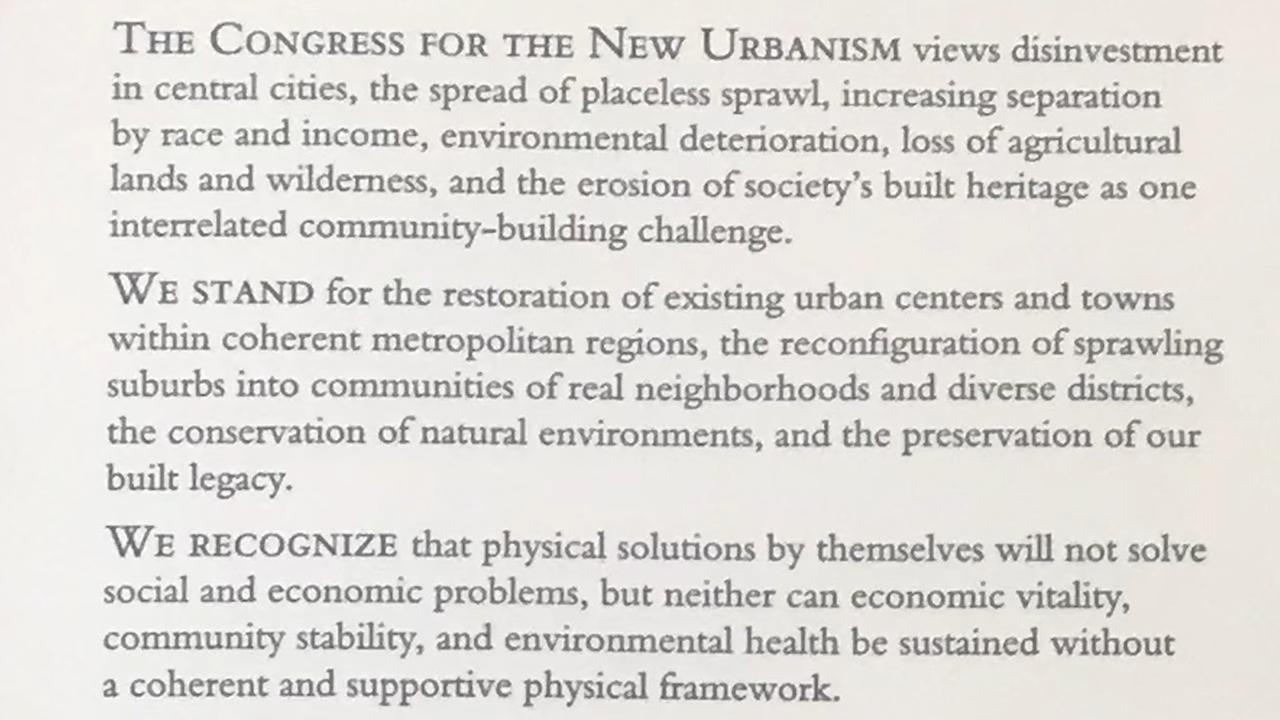 THE CONGRESS FOR THE NEW URBANISM views disinvestment
in central cities, the spread of placeless sprawl, increasing separation
by race and income, environmental deterioration, loss of agricultural
lands and wilderness, and the erosion of society's built heritage as one
interrelated community-building challenge.
WE STAND for the restoration of existing urban centers and towns
within coherent metropolitan regions, the reconfiguration of sprawling
suburbs into communities of real neighborhoods and diverse districts,
the conservation of natural environments, and the preservation of our
built legacy.
WE RECOGNIZE that physical solutions by themselves will not solve
social and economic problems, but neither can economic vitality,
community stability, and environmental health be sustained without
a coherent and supportive physical framework.